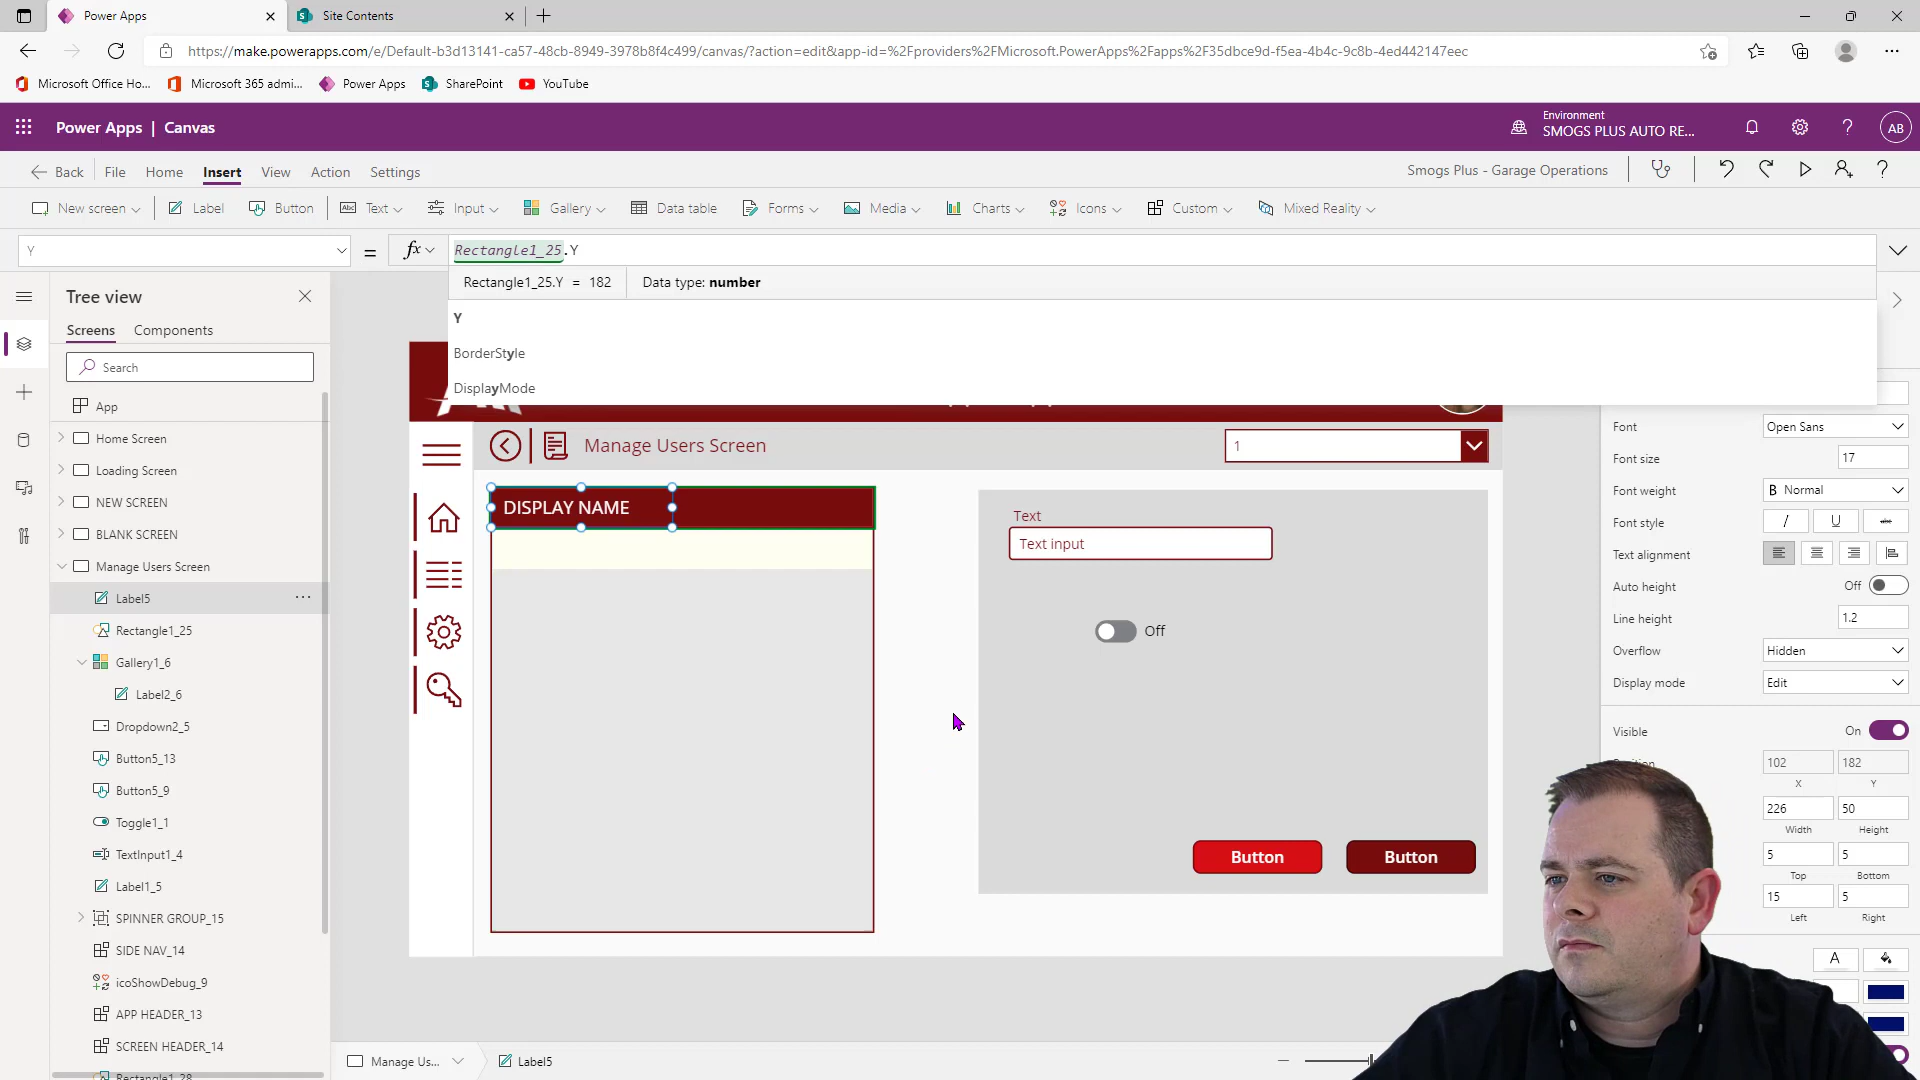 Power Apps
Site Contents
https://make.powerapps.com/e/Default-b3d13141-ca57-48cb-8949-3978b8f4c499/canvas/?action=edit&app-id=%2Fproviders%2FMicrosoft.PowerApps%2Fapps%2F35dbce9d-f5ea-4b4c-9c8b-4ed442147eec
Microsoft Office Ho...
Microsoft 365 admi...
Power Apps
SharePoint
YouTube
Power Apps | Canvas
Environment
SMOGS PLUS AUTO RE...
AB
Back
File
Home
Insert
View
Action
Settings
Smogs Plus - Garage Operations
New screen
Label
Button
Text
Input
Gallery
Data table
Forms
Media
Charts
Icons
Custom
Mixed Reality
Y
=
fx
Rectangle1_25.Y
Rectangle1_25.Y = 182
Data type: number
Y
BorderStyle
DisplayMode
Tree view
Screens
Components
Search
App
Home Screen
Loading Screen
NEW SCREEN
BLANK SCREEN
Manage Users Screen
Label5
Rectangle1_25
Gallery1_6
Label2_6
Dropdown2_5
Button5_13
Button5_9
Toggle1_1
TextInput1_4
Label1_5
SPINNER GROUP_15
SIDE NAV_14
icoShowDebug_9
APP HEADER_13
SCREEN HEADER_14
Rectangle1_28
Manage Users Screen
1
DISPLAY NAME
Text
Text input
Off
Button
Button
Font
Open Sans
Font size
17
Font weight
B Normal
Font style
/ U abc
Text alignment
Auto height
Off
Line height
1.2
Overflow
Hidden
Display mode
Edit
Visible
On
Position
102
182
X
Y
226
50
Width
Height
5
5
Top
Bottom
15
5
Left
Right
A
Manage Us...
Label5